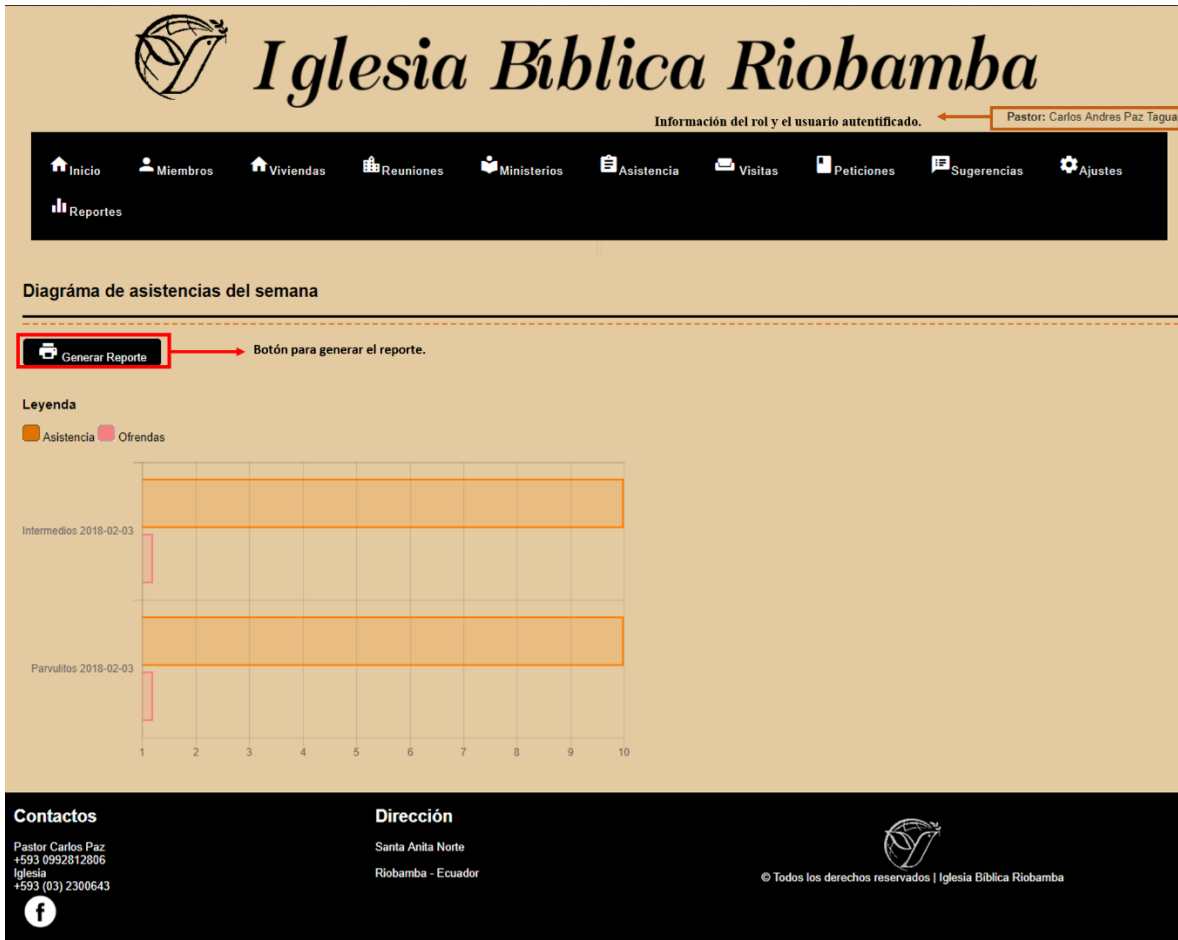 Iglesia Bíblica Riobamba
Información del rol y el usuario autentificado.
Pastor: Carlos Andres Paz Tagua
Inicio Miembros Viviendas Reuniones Ministerios Asistencia Visitas Peticiones Sugerencias Ajustes
Reportes
Diagráma de asistencias del semana
Generar Reporte
Botón para generar el reporte.
Leyenda
Asistencia Ofrendas
Intermedios 2018-02-03
Parvulitos 2018-02-03
1 2 3 4 5 6 7 8 9 10
Contactos
Pastor Carlos Paz
+593 0992812806
Iglesia
+593 (03) 2300643
f
Dirección
Santa Anita Norte
Riobamba - Ecuador
© Todos los derechos reservados | Iglesia Bíblica Riobamba